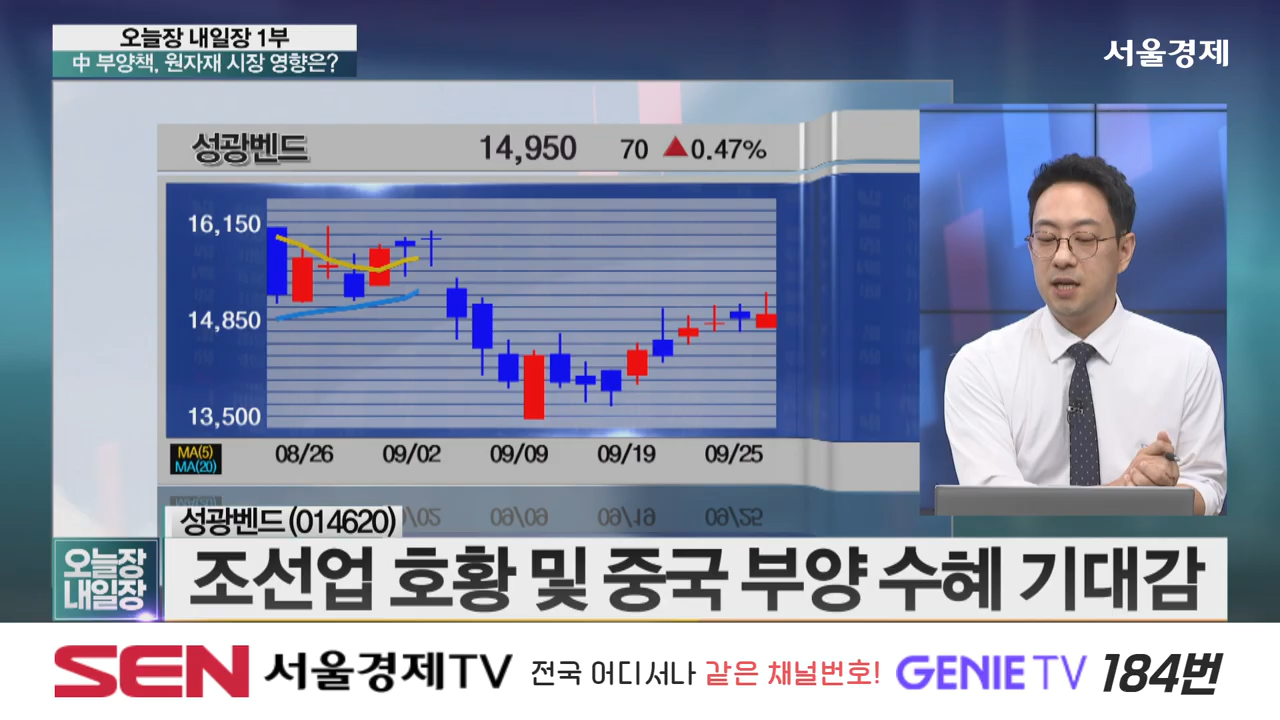 오늘장 내일장 1부
中 부양책, 원자재 시장 영향은?
서울경제
성광벤드 14,950 70 ▲0.47%
16,150
14,850
13,500
MA(5)
MA(20)
08/26 09/02 09/09 09/19 09/25
성광벤드(014620)
오늘장
내일장
조선업 호황 및 중국 부양 수혜 기대감
SEN 서울경제TV 전국 어디서나 같은 채널번호! GENIE TV 184번